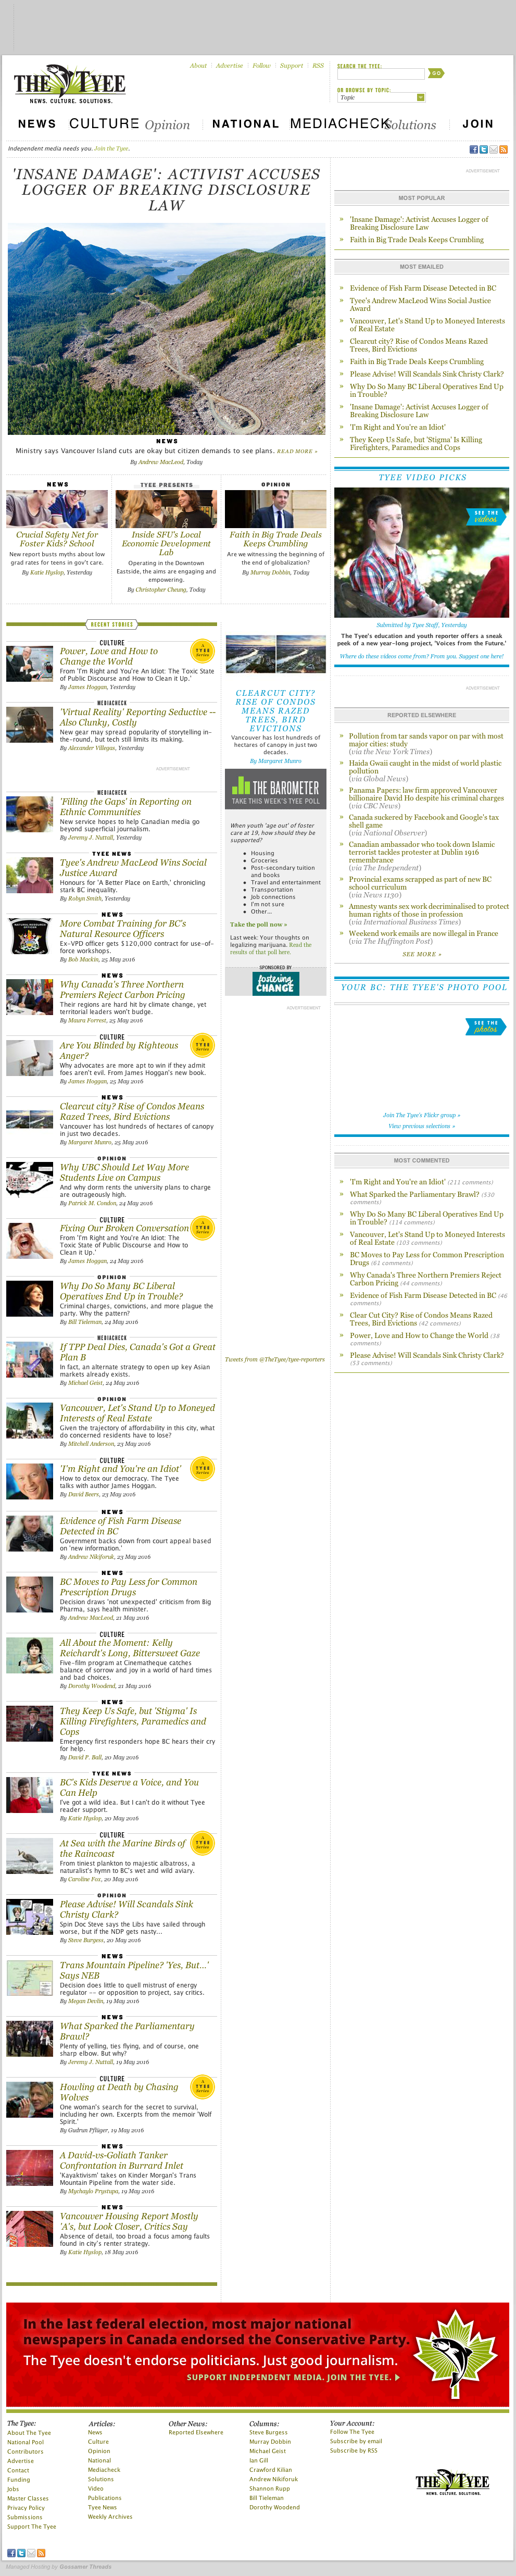 About
Advertise
Follow
Support
RSS
SEARCH THE TYEE:
GO
THE TYEE
NEWS. CULTURE. SOLUTIONS.
OR BROWSE BY TOPIC:
Topic
NEWS
CULTURE
Opinion
NATIONAL
MEDIACHECK
Solutions
JOIN
Independent media needs you. Join the Tyee.
'INSANE DAMAGE': ACTIVIST ACCUSES
LOGGER OF BREAKING DISCLOSURE
LAW
NEWS
Ministry says Vancouver Island cuts are okay but citizen demands to see plans. READ MORE »
By Andrew MacLeod, Today
NEWS
Crucial Safety Net for
Foster Kids? School
New report busts myths about low
grad rates for teens in gov't care.
By Katie Hyslop, Yesterday
TYEE PRESENTS
Inside SFU's Local
Economic Development
Lab
Operating in the Downtown
Eastside, the aims are engaging and
empowering.
By Christopher Cheung, Today
OPINION
Faith in Big Trade Deals
Keeps Crumbling
Are we witnessing the beginning of
the end of globalization?
By Murray Dobbin, Today
RECENT STORIES
CULTURE
Power, Love and How to
Change the World
From 'I'm Right and You're An Idiot: The Toxic State
of Public Discourse and How to Clean it Up.'
By James Hoggan, Yesterday
A
TYEE
Series
MEDIACHECK
'Virtual Reality' Reporting Seductive --
Also Clunky, Costly
New gear may spread popularity of storytelling in-
the-round, but tech still limits its making.
By Alexander Villegas, Yesterday
ADVERTISEMENT
MEDIACHECK
'Filling the Gaps' in Reporting on
Ethnic Communities
New service hopes to help Canadian media go
beyond superficial journalism.
By Jeremy J. Nuttall, Yesterday
TYEE NEWS
Tyee's Andrew MacLeod Wins Social
Justice Award
Honours for 'A Better Place on Earth,' chronicling
stark BC inequality.
By Robyn Smith, Yesterday
NEWS
More Combat Training for BC's
Natural Resource Officers
Ex-VPD officer gets $120,000 contract for use-of-
force workshops.
By Bob Mackin, 25 May 2016
NEWS
Why Canada's Three Northern
Premiers Reject Carbon Pricing
Their regions are hard hit by climate change, yet
territorial leaders won't budge.
By Maura Forrest, 25 May 2016
CULTURE
Are You Blinded by Righteous
Anger?
Why advocates are more apt to win if they admit
foes aren't evil. From James Hoggan's new book.
By James Hoggan, 25 May 2016
A
TYEE
Series
NEWS
Clearcut city? Rise of Condos Means
Razed Trees, Bird Evictions
Vancouver has lost hundreds of hectares of canopy
in just two decades.
By Margaret Munro, 25 May 2016
OPINION
Why UBC Should Let Way More
Students Live on Campus
And why dorm rents the university plans to charge
are outrageously high.
By Patrick M. Condon, 24 May 2016
CULTURE
Fixing Our Broken Conversation
From 'I'm Right and You're An Idiot: The
Toxic State of Public Discourse and How to
Clean it Up.'
By James Hoggan, 24 May 2016
A
TYEE
Series
OPINION
Why Do So Many BC Liberal
Operatives End Up in Trouble?
Criminal charges, convictions, and more plague the
party. Why the pattern?
By Bill Tieleman, 24 May 2016
MEDIACHECK
If TPP Deal Dies, Canada's Got a Great
Plan B
In fact, an alternate strategy to open up key Asian
markets already exists.
By Michael Geist, 24 May 2016
OPINION
Vancouver, Let's Stand Up to Moneyed
Interests of Real Estate
Given the trajectory of affordability in this city, what
do concerned residents have to lose?
By Mitchell Anderson, 23 May 2016
CULTURE
'I'm Right and You're an Idiot'
How to detox our democracy. The Tyee
talks with author James Hoggan.
By David Beers, 23 May 2016
A
TYEE
Series
NEWS
Evidence of Fish Farm Disease
Detected in BC
Government backs down from court appeal based
on 'new information.'
By Andrew Nikiforuk, 23 May 2016
NEWS
BC Moves to Pay Less for Common
Prescription Drugs
Decision draws 'not unexpected' criticism from Big
Pharma, says health minister.
By Andrew MacLeod, 21 May 2016
CULTURE
All About the Moment: Kelly
Reichardt's Long, Bittersweet Gaze
Five-film program at Cinematheque catches
balance of sorrow and joy in a world of hard times
and bad choices.
By Dorothy Woodend, 21 May 2016
NEWS
They Keep Us Safe, but 'Stigma' Is
Killing Firefighters, Paramedics and
Cops
Emergency first responders hope BC hears their cry
for help.
By David P. Ball, 20 May 2016
TYEE NEWS
BC's Kids Deserve a Voice, and You
Can Help
I've got a wild idea. But I can't do it without Tyee
reader support.
By Katie Hyslop, 20 May 2016
CULTURE
At Sea with the Marine Birds of
the Raincoast
From tiniest plankton to majestic albatross, a
naturalist's hymn to BC's wet and wild aviary.
By Caroline Fox, 20 May 2016
A
TYEE
Series
OPINION
Please Advise! Will Scandals Sink
Christy Clark?
Spin Doc Steve says the Libs have sailed through
worse, but if the NDP gets nasty...
By Steve Burgess, 20 May 2016
NEWS
Trans Mountain Pipeline? 'Yes, But...'
Says NEB
Decision does little to quell mistrust of energy
regulator -- or opposition to project, say critics.
By Megan Devlin, 19 May 2016
NEWS
What Sparked the Parliamentary
Brawl?
Plenty of yelling, ties flying, and of course, one
sharp elbow. But why?
By Jeremy J. Nuttall, 19 May 2016
CULTURE
Howling at Death by Chasing
Wolves
One woman's search for the secret to survival,
including her own. Excerpts from the memoir 'Wolf
Spirit.'
By Gudrun Pflüger, 19 May 2016
A
TYEE
Series
NEWS
A David-vs-Goliath Tanker
Confrontation in Burrard Inlet
'Kayaktivism' takes on Kinder Morgan's Trans
Mountain Pipeline from the water side.
By Mychaylo Prystupa, 19 May 2016
NEWS
Vancouver Housing Report Mostly
'A's, but Look Closer, Critics Say
Absence of detail, too broad a focus among faults
found in city's renter strategy.
By Katie Hyslop, 18 May 2016
CLEARCUT CITY?
RISE OF CONDOS
MEANS RAZED
TREES, BIRD
EVICTIONS
Vancouver has lost hundreds of
hectares of canopy in just two
decades.
By Margaret Munro
THE BAROMETER
TAKE THIS WEEK'S TYEE POLL
When youth "age out" of foster
care at 19, how should they be
supported?
Housing
Groceries
Post-secondary tuition
and books
Travel and entertainment
Transportation
Job connections
I'm not sure
Other...
Take the poll now »
Last week: Your thoughts on
legalizing marijuana. Read the
results of that poll here.
SPONSORED BY
fostering
CHANGE
ADVERTISEMENT
Tweets from @TheTyee/tyee-reporters
ADVERTISEMENT
MOST POPULAR
'Insane Damage': Activist Accuses Logger of
Breaking Disclosure Law
Faith in Big Trade Deals Keeps Crumbling
MOST EMAILED
Evidence of Fish Farm Disease Detected in BC
Tyee's Andrew MacLeod Wins Social Justice
Award
Vancouver, Let's Stand Up to Moneyed Interests
of Real Estate
Clearcut city? Rise of Condos Means Razed
Trees, Bird Evictions
Faith in Big Trade Deals Keeps Crumbling
Please Advise! Will Scandals Sink Christy Clark?
Why Do So Many BC Liberal Operatives End Up
in Trouble?
'Insane Damage': Activist Accuses Logger of
Breaking Disclosure Law
'I'm Right and You're an Idiot'
They Keep Us Safe, but 'Stigma' Is Killing
Firefighters, Paramedics and Cops
TYEE VIDEO PICKS
SEE THE
videos
Submitted by Tyee Staff, Yesterday
The Tyee's education and youth reporter offers a sneak
peek of a new year-long project, 'Voices from the Future.'
Where do these videos come from? From you. Suggest one here!
ADVERTISEMENT
REPORTED ELSEWHERE
Pollution from tar sands vapor on par with most
major cities: study
(via the New York Times)
Haida Gwaii caught in the midst of world plastic
pollution
(via Global News)
Panama Papers: law firm approved Vancouver
billionaire David Ho despite his criminal charges
(via CBC News)
Canada suckered by Facebook and Google's tax
shell game
(via National Observer)
Canadian ambassador who took down Islamic
terrorist tackles protester at Dublin 1916
remembrance
(via The Independent)
Provincial exams scrapped as part of new BC
school curriculum
(via News 1130)
Amnesty wants sex work decriminalised to protect
human rights of those in profession
(via International Business Times)
Weekend work emails are now illegal in France
(via The Huffington Post)
SEE MORE »
YOUR BC: THE TYEE'S PHOTO POOL
SEE THE
photos
Join The Tyee's Flickr group »
View previous selections »
MOST COMMENTED
'I'm Right and You're an Idiot' (211 comments)
What Sparked the Parliamentary Brawl? (530
comments)
Why Do So Many BC Liberal Operatives End Up
in Trouble? (114 comments)
Vancouver, Let's Stand Up to Moneyed Interests
of Real Estate (103 comments)
BC Moves to Pay Less for Common Prescription
Drugs (61 comments)
Why Canada's Three Northern Premiers Reject
Carbon Pricing (44 comments)
Evidence of Fish Farm Disease Detected in BC (46
comments)
Clear Cut City? Rise of Condos Means Razed
Trees, Bird Evictions (42 comments)
Power, Love and How to Change the World (38
comments)
Please Advise! Will Scandals Sink Christy Clark?
(53 comments)
In the last federal election, most major national
newspapers in Canada endorsed the Conservative Party.
The Tyee doesn't endorse politicians. Just good journalism.
SUPPORT INDEPENDENT MEDIA. JOIN THE TYEE.
The Tyee:
About The Tyee
National Pool
Contributors
Advertise
Contact
Funding
Jobs
Master Classes
Privacy Policy
Submissions
Support The Tyee
Articles:
News
Culture
Opinion
National
Mediacheck
Solutions
Video
Publications
Tyee News
Weekly Archives
Other News:
Reported Elsewhere
Columns:
Steve Burgess
Murray Dobbin
Michael Geist
Ian Gill
Crawford Kilian
Andrew Nikiforuk
Shannon Rupp
Bill Tieleman
Dorothy Woodend
Your Account:
Follow The Tyee
Subscribe by email
Subscribe by RSS
THE TYEE
NEWS. CULTURE. SOLUTIONS.
Managed Hosting by Gossamer Threads